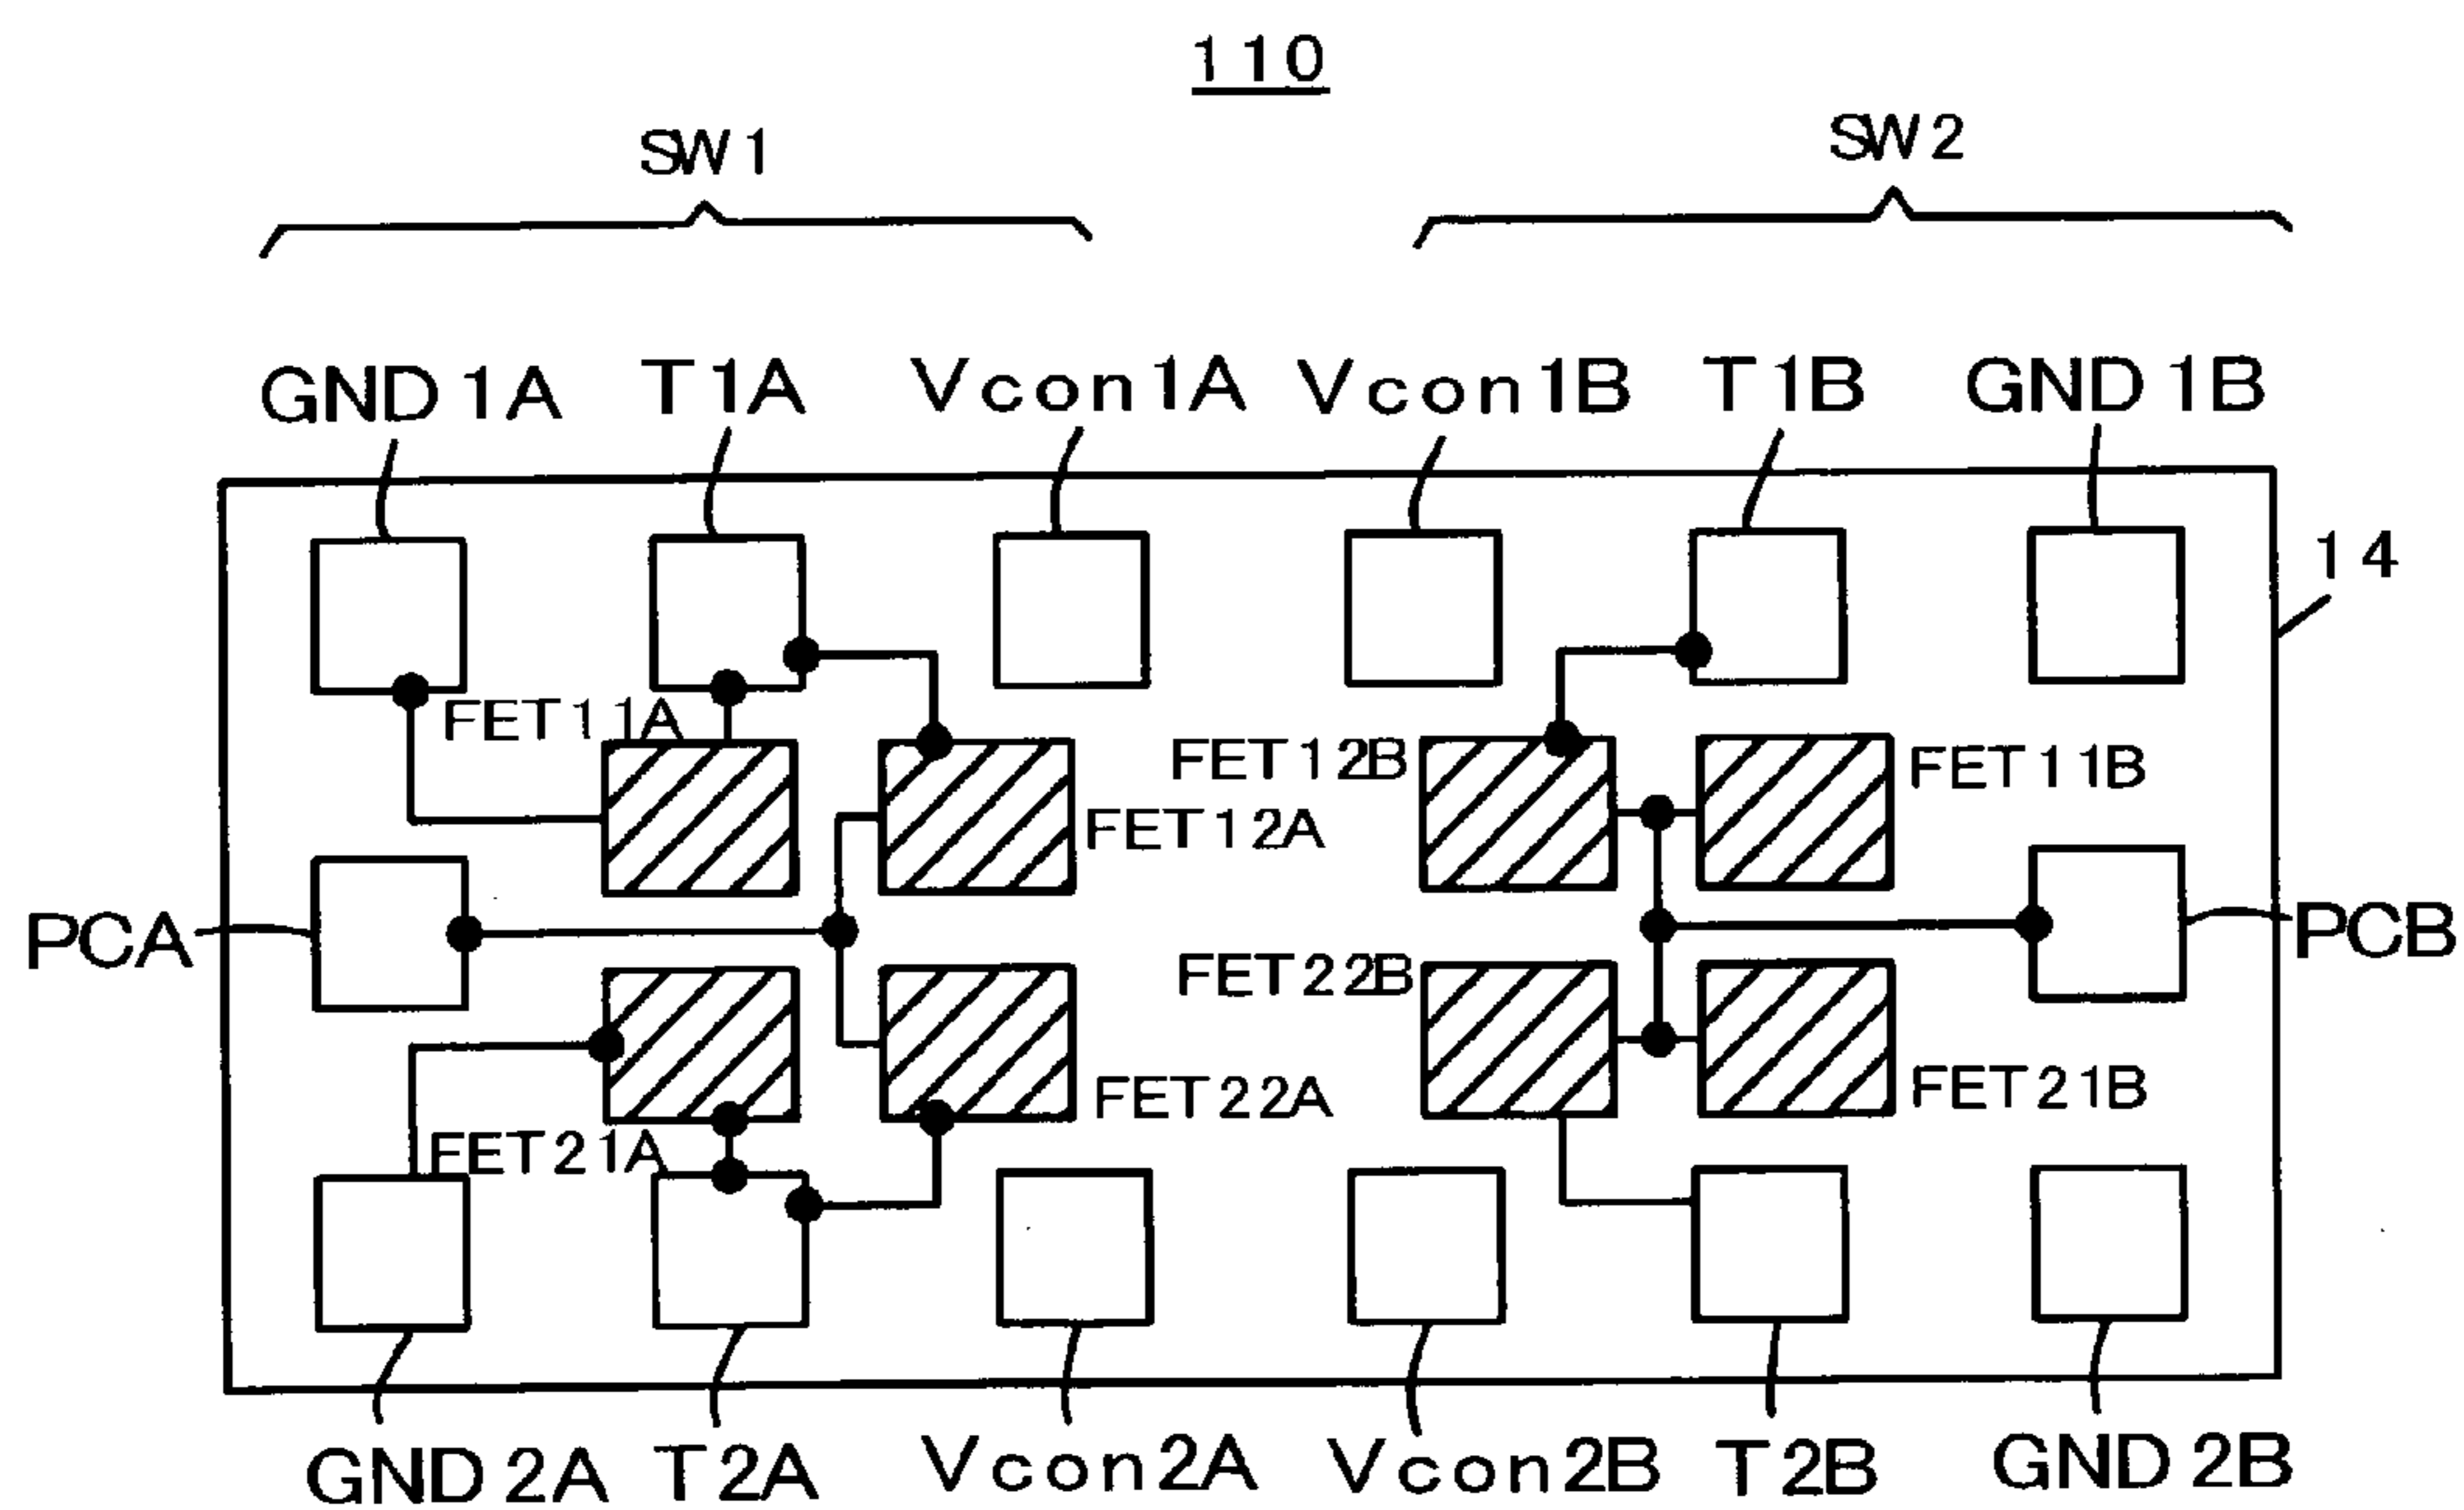 110
SW1 SW2
GND1A T1A Vcon1A Vcon1B T1B GND1B
14
FET11A
FET12B FET11B
FET12A
PCA PCB
FET22B
FET22A FET21B
FET21A
GND2A T2A Vcon2A Vcon2B T2B GND2B